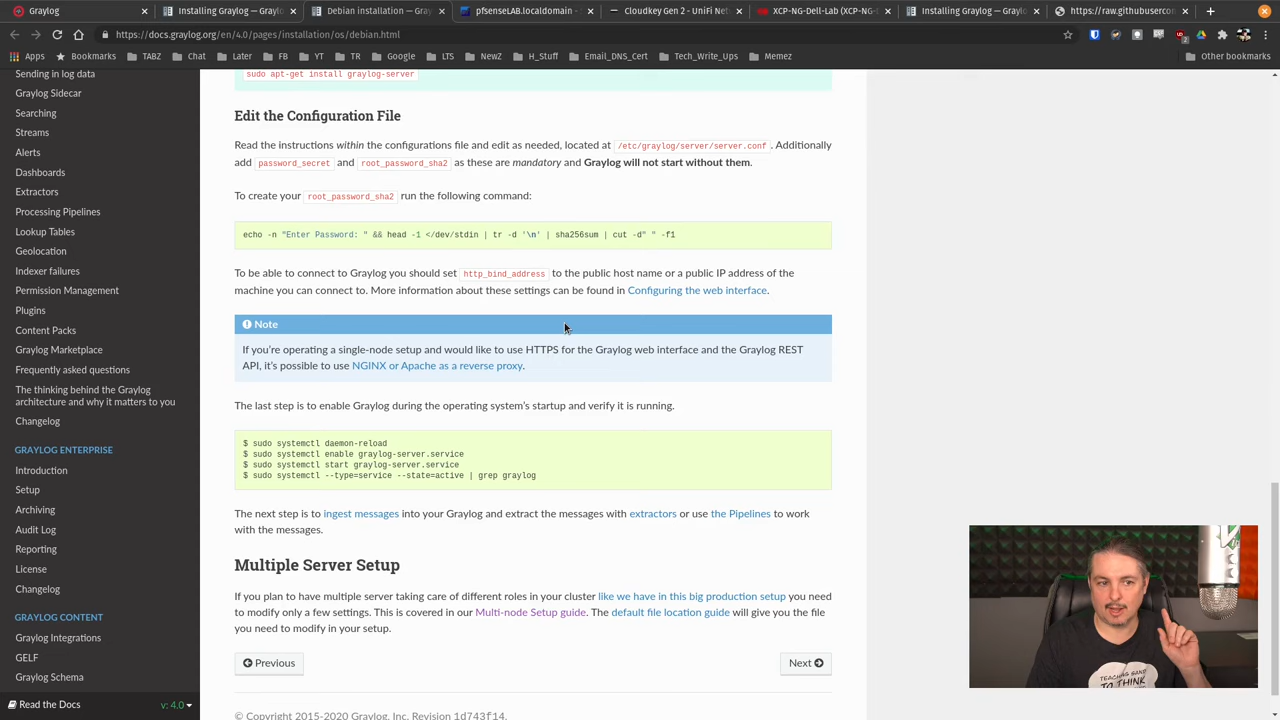 Graylog
Installing Graylog — Graylo
Debian installation — Graylo
pfsenseLAB.localdomain -
Cloudkey Gen 2 - UniFi Netw
XCP-NG-Dell-Lab (XCP-NG-
Installing Graylog — Graylo
https://raw.githubusercon
https://docs.graylog.org/en/4.0/pages/installation/os/debian.html
Apps
Bookmarks
TABZ
Chat
Later
FB
YT
TR
Google
LTS
NewZ
H_Stuff
Email_DNS_Cert
Tech_Write_Ups
Memez
Other bookmarks
Sending in log data
Graylog Sidecar
Searching
Streams
Alerts
Dashboards
Extractors
Processing Pipelines
Lookup Tables
Geolocation
Indexer failures
Permission Management
Plugins
Content Packs
Graylog Marketplace
Frequently asked questions
The thinking behind the Graylog
architecture and why it matters to you
Changelog
GRAYLOG ENTERPRISE
Introduction
Setup
Archiving
Audit Log
Reporting
License
Changelog
GRAYLOG CONTENT
Graylog Integrations
GELF
Graylog Schema
Read the Docs
v: 4.0
sudo apt-get install graylog-server
Edit the Configuration File
Read the instructions within the configurations file and edit as needed, located at /etc/graylog/server/server.conf . Additionally
add password_secret and root_password_sha2 as these are mandatory and Graylog will not start without them.
To create your root_password_sha2 run the following command:
echo -n "Enter Password: " && head -1 </dev/stdin | tr -d '\n' | sha256sum | cut -d" " -f1
To be able to connect to Graylog you should set http_bind_address to the public host name or a public IP address of the
machine you can connect to. More information about these settings can be found in Configuring the web interface.
Note
If you're operating a single-node setup and would like to use HTTPS for the Graylog web interface and the Graylog REST
API, it's possible to use NGINX or Apache as a reverse proxy.
The last step is to enable Graylog during the operating system's startup and verify it is running.
$ sudo systemctl daemon-reload
$ sudo systemctl enable graylog-server.service
$ sudo systemctl start graylog-server.service
$ sudo systemctl --type=service --state=active | grep graylog
The next step is to ingest messages into your Graylog and extract the messages with extractors or use the Pipelines to work
with the messages.
Multiple Server Setup
If you plan to have multiple server taking care of different roles in your cluster like we have in this big production setup you need
to modify only a few settings. This is covered in our Multi-node Setup guide. The default file location guide will give you the file
you need to modify in your setup.
Previous
Next
© Copyright 2015-2020 Graylog, Inc. Revision 1d743f14.
TEACHING SAND
TO THINK